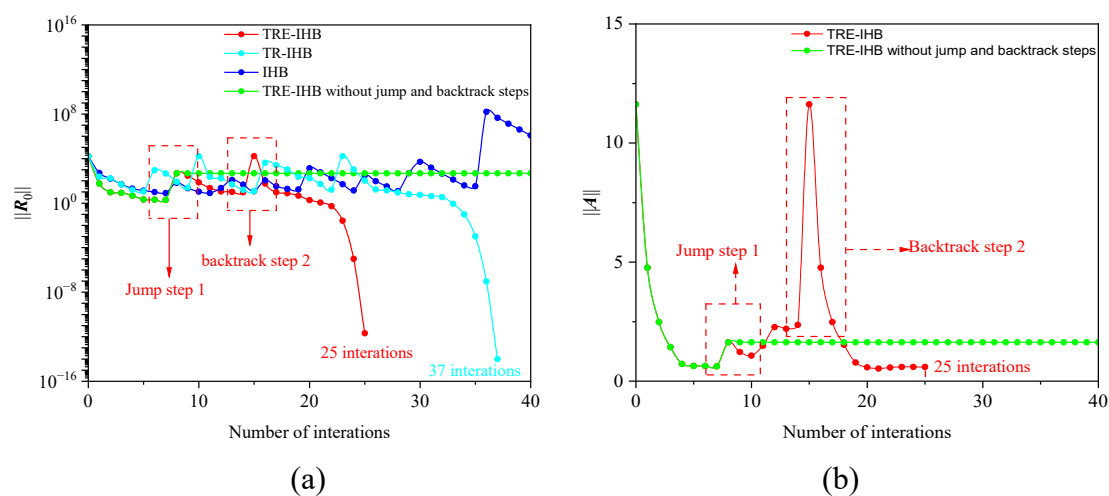 (a)
10^16
10^8
10^0
10^−8
10^−16
||R_0||
TRE-IHB
TR-IHB
IHB
TRE-IHB without jump and backtrack steps
Jump step 1
backtrack step 2
25 interations
37 interations
0 10 20 30 40
Number of interations
(a)
(b)
15
10
5
0
||A||
TRE-IHB
TRE-IHB without jump and backtrack steps
Jump step 1
Backtrack step 2
25 interations
0 10 20 30 40
Number of interations
(b)